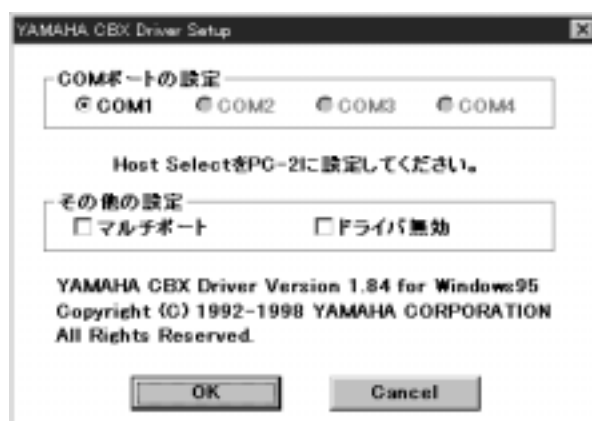 YAMAHA CBX Driver Setup
COMポートの設定
COM1 COM2 COM3 COM4
Host SelectをPC-2に設定してください。
その他の設定
マルチポート ドライバ無効
YAMAHA CBX Driver Version 1.84 for Windows95
Copyright (C) 1992-1998 YAMAHA CORPORATION
All Rights Reserved.
OK Cancel